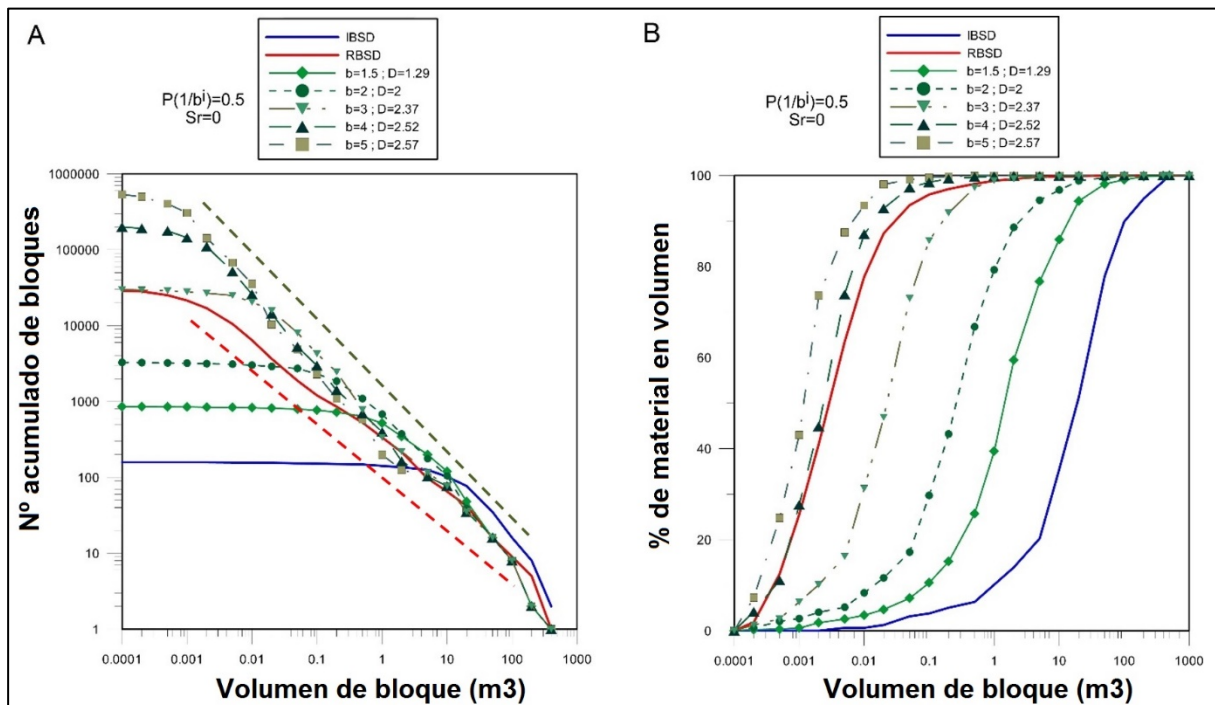 A
IBSD
RBSD
b=1.5 ; D=1.29
b=2 ; D=2
b=3 ; D=2.37
b=4 ; D=2.52
b=5 ; D=2.57
P(1/bⁱ)=0.5
Sr=0
Nº acumulado de bloques
1000000
100000
10000
1000
100
10
1
0.0001 0.001 0.01 0.1 1 10 100 1000
Volumen de bloque (m3)
B
IBSD
RBSD
b=1.5 ; D=1.29
b=2 ; D=2
b=3 ; D=2.37
b=4 ; D=2.52
b=5 ; D=2.57
P(1/bⁱ)=0.5
Sr=0
% de material en volumen
100
80
60
40
20
0
0.0001 0.001 0.01 0.1 1 10 100 1000
Volumen de bloque (m3)